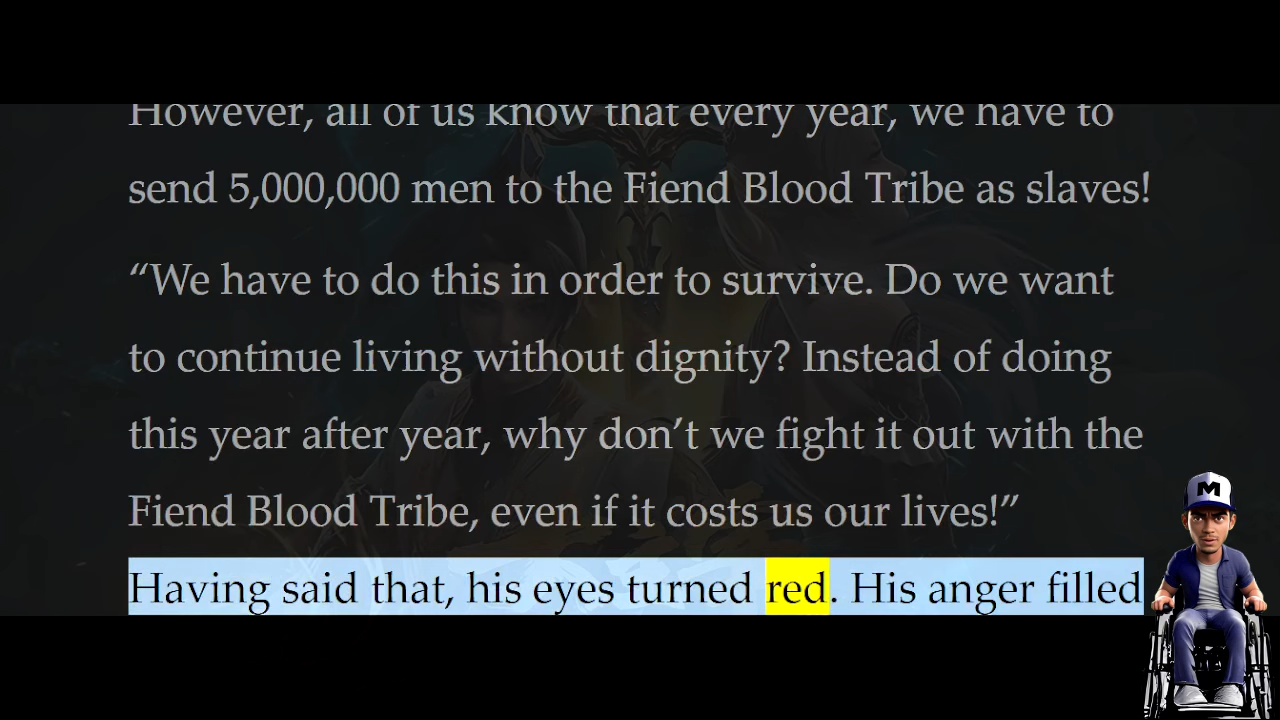 However, all of us know that every year, we have to
send 5,000,000 men to the Fiend Blood Tribe as slaves!
“We have to do this in order to survive. Do we want
to continue living without dignity? Instead of doing
this year after year, why don’t we fight it out with the
Fiend Blood Tribe, even if it costs us our lives!”
Having said that, his eyes turned red. His anger filled
M
M